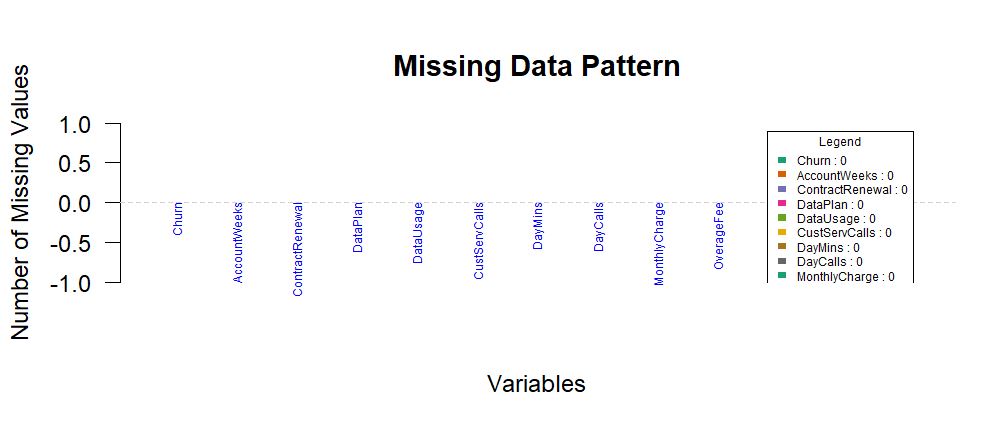 Missing Data Pattern
Number of Missing Values
1.0
0.5
0.0
-0.5
-1.0
Churn
AccountWeeks
ContractRenewal
DataPlan
DataUsage
CustServCalls
DayMins
DayCalls
MonthlyCharge
OverageFee
Legend
Churn : 0
AccountWeeks : 0
ContractRenewal : 0
DataPlan : 0
DataUsage : 0
CustServCalls : 0
DayMins : 0
DayCalls : 0
MonthlyCharge : 0
Variables